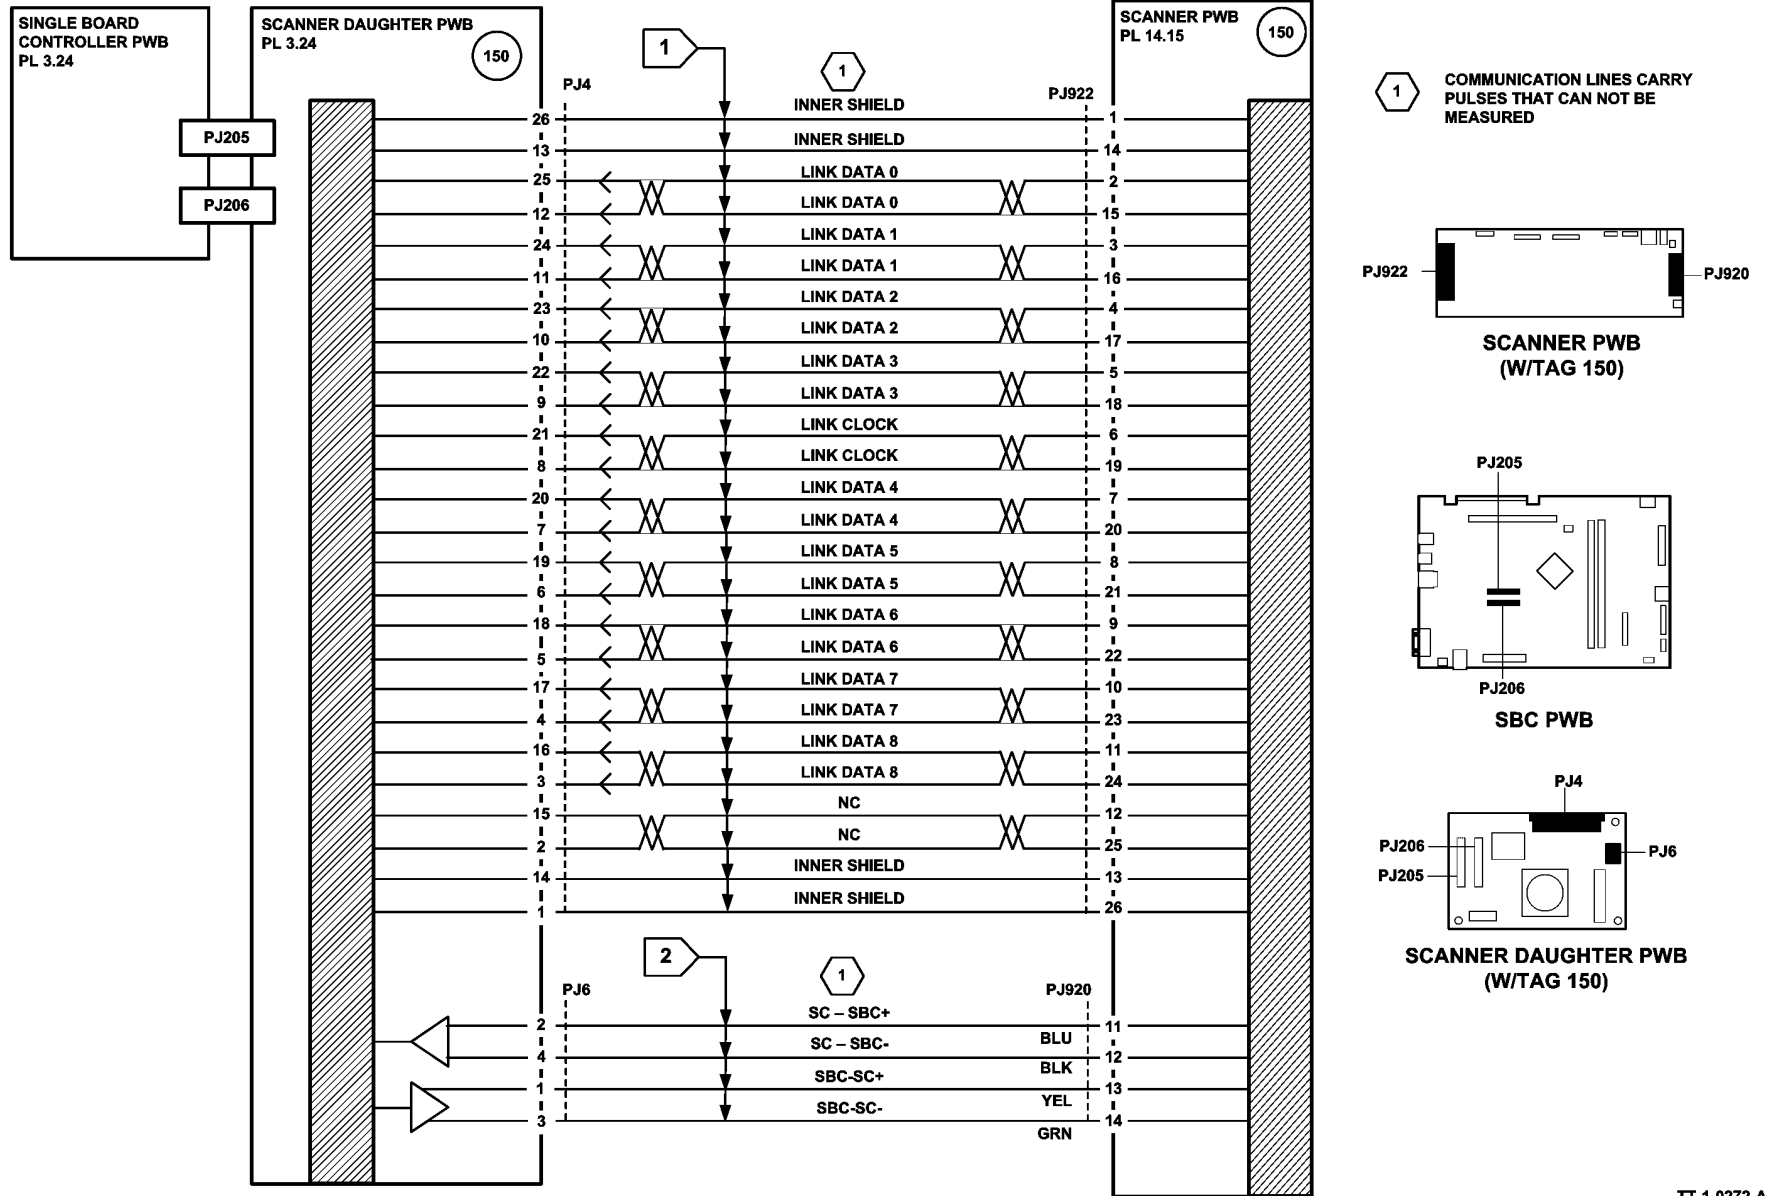 SINGLE BOARD
CONTROLLER PWB
PL 3.24
SCANNER DAUGHTER PWB
PL 3.24
150
PJ205
PJ206
1
1
PJ4
PJ922
SCANNER PWB
PL 14.15
150
26 INNER SHIELD 1
13 INNER SHIELD 14
25 LINK DATA 0 2
12 LINK DATA 0 15
24 LINK DATA 1 3
11 LINK DATA 1 16
23 LINK DATA 2 4
10 LINK DATA 2 17
22 LINK DATA 3 5
9 LINK DATA 3 18
21 LINK CLOCK 6
8 LINK CLOCK 19
20 LINK DATA 4 7
7 LINK DATA 4 20
19 LINK DATA 5 8
6 LINK DATA 5 21
18 LINK DATA 6 9
5 LINK DATA 6 22
17 LINK DATA 7 10
4 LINK DATA 7 23
16 LINK DATA 8 11
3 LINK DATA 8 24
15 NC 12
2 NC 25
14 INNER SHIELD 13
1 INNER SHIELD 26
2
1
PJ6
PJ920
2 SC – SBC+ 11
BLU
4 SC – SBC- 12
BLK
1 SBC-SC+ 13
YEL
3 SBC-SC- 14
GRN
1
COMMUNICATION LINES CARRY
PULSES THAT CAN NOT BE
MEASURED
PJ922
PJ920
SCANNER PWB
(W/TAG 150)
PJ205
PJ206
SBC PWB
PJ4
PJ206
PJ205
PJ6
SCANNER DAUGHTER PWB
(W/TAG 150)